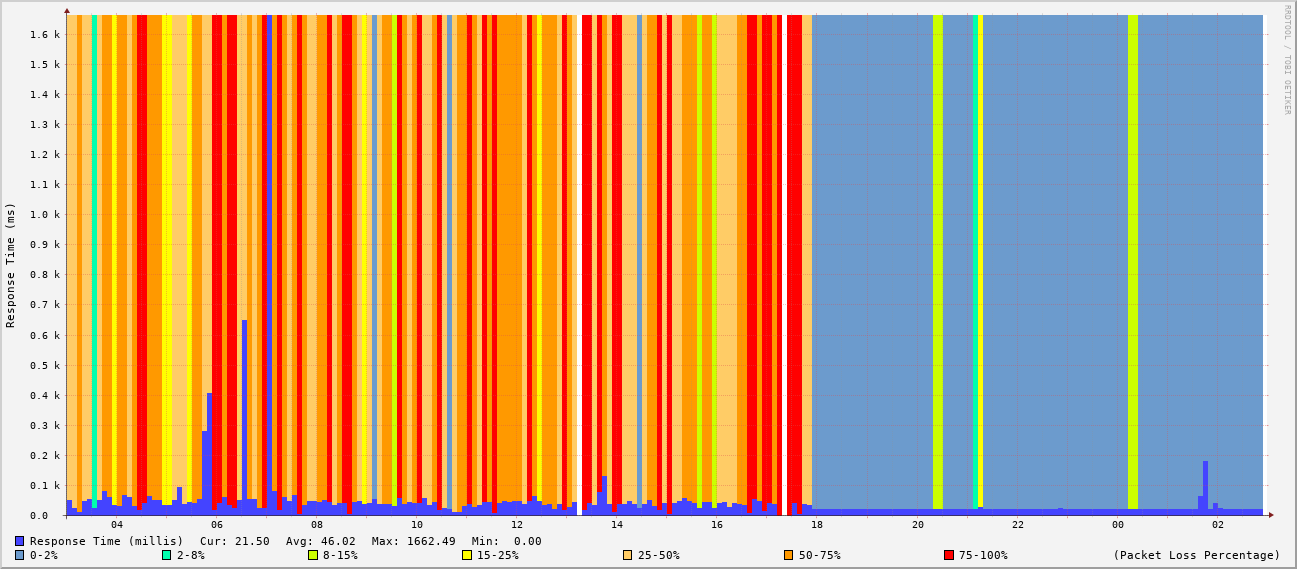 RRDTOOL / TOBI OETIKER
Response Time (ms)
1.6 k
1.5 k
1.4 k
1.3 k
1.2 k
1.1 k
1.0 k
0.9 k
0.8 k
0.7 k
0.6 k
0.5 k
0.4 k
0.3 k
0.2 k
0.1 k
0.0
04 06 08 10 12 14 16 18 20 22 00 02
Response Time (millis) Cur: 21.50 Avg: 46.02 Max: 1662.49 Min: 0.00
0-2% 2-8% 8-15% 15-25% 25-50% 50-75% 75-100% (Packet Loss Percentage)